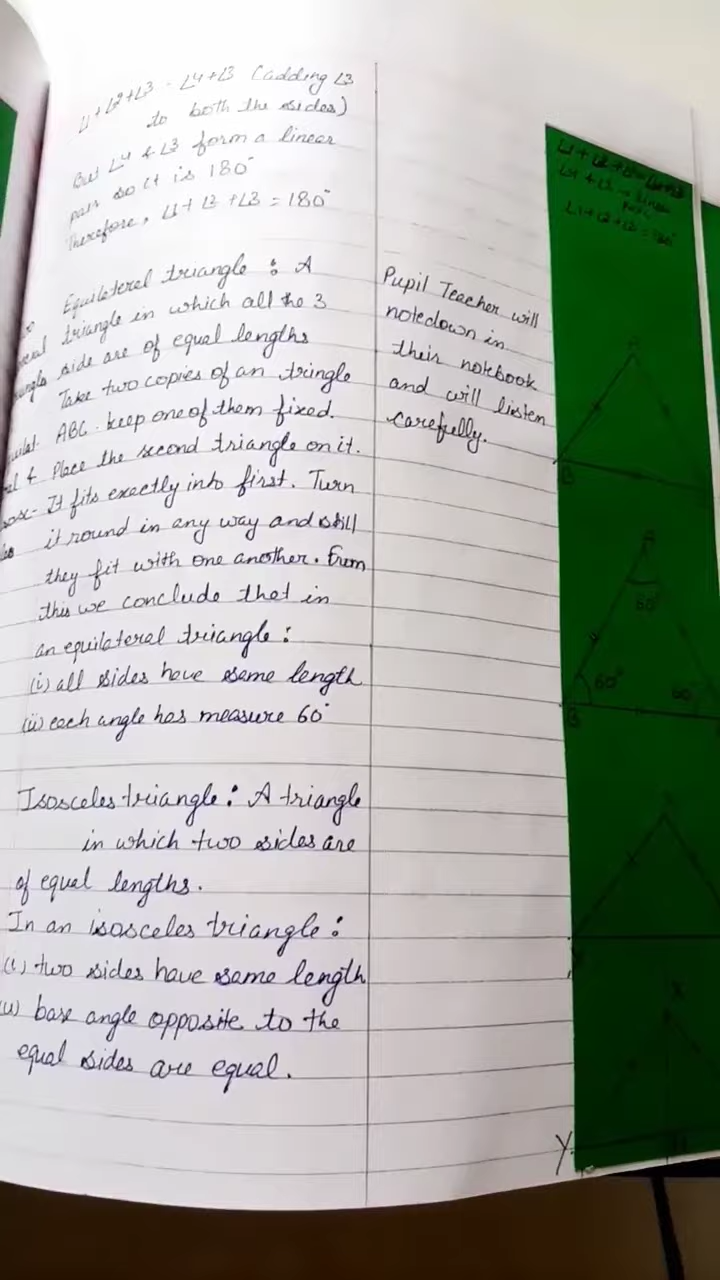 ∠1+∠2+∠3 = ∠4+∠3 (adding ∠3
to both the sides)
But ∠4 & ∠3 form a linear
pair so it is 180°
Therefore, ∠1+ ∠2 +∠3 = 180°
Equilateral triangle : A
triangle in which all the 3
side are of equal lengths
Take two copies of an tringle
ABC. keep one of them fixed.
Place the second triangle on it.
It fits exactly into first. Turn
it round in any way and still
they fit with one another. From
this we conclude that in
an equilateral triangle :
(i) all sides have same length
(ii) each angle has measure 60°
Isosceles triangle : A triangle
in which two sides are
of equal lengths.
In an isosceles triangle :
(i) two sides have same length
(ii) base angle opposite to the
equal sides are equal.
Pupil Teacher will
notedown in
their notebook
and will listen
carefully.
∠1+∠2+∠3=180°
B
A
60°
60°
60°
B
X
Y